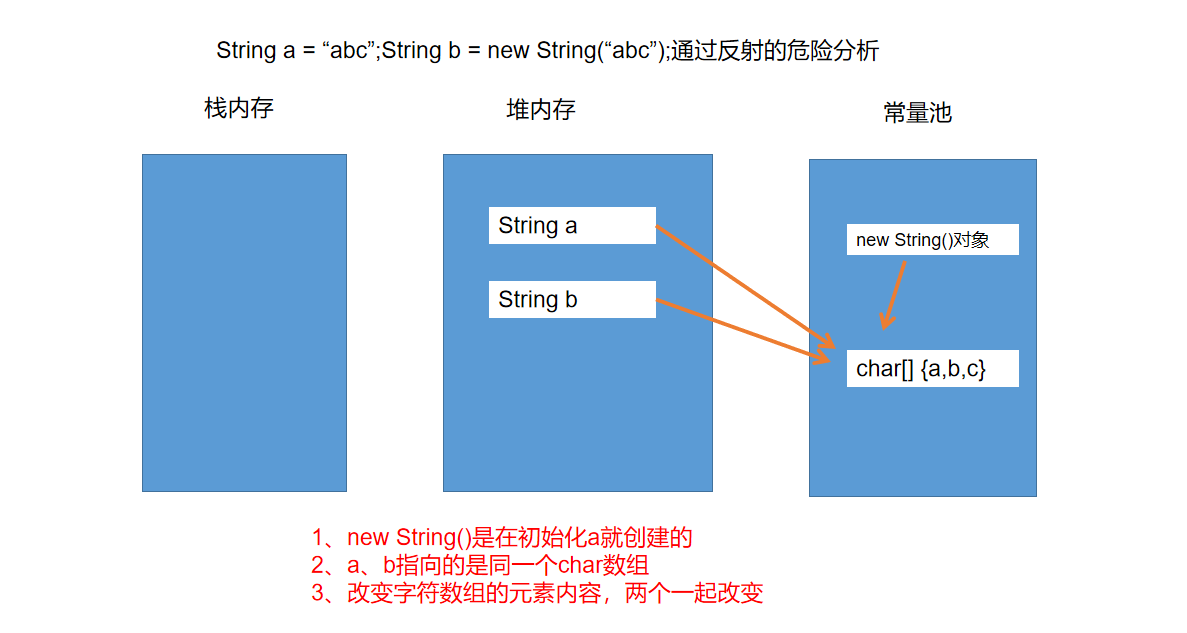 String a = “abc”;String b = new String(“abc”);通过反射的危险分析
栈内存
堆内存
常量池
String a
new String()对象
String b
char[] {a,b,c}
1、new String()是在初始化a就创建的
2、a、b指向的是同一个char数组
3、改变字符数组的元素内容，两个一起改变